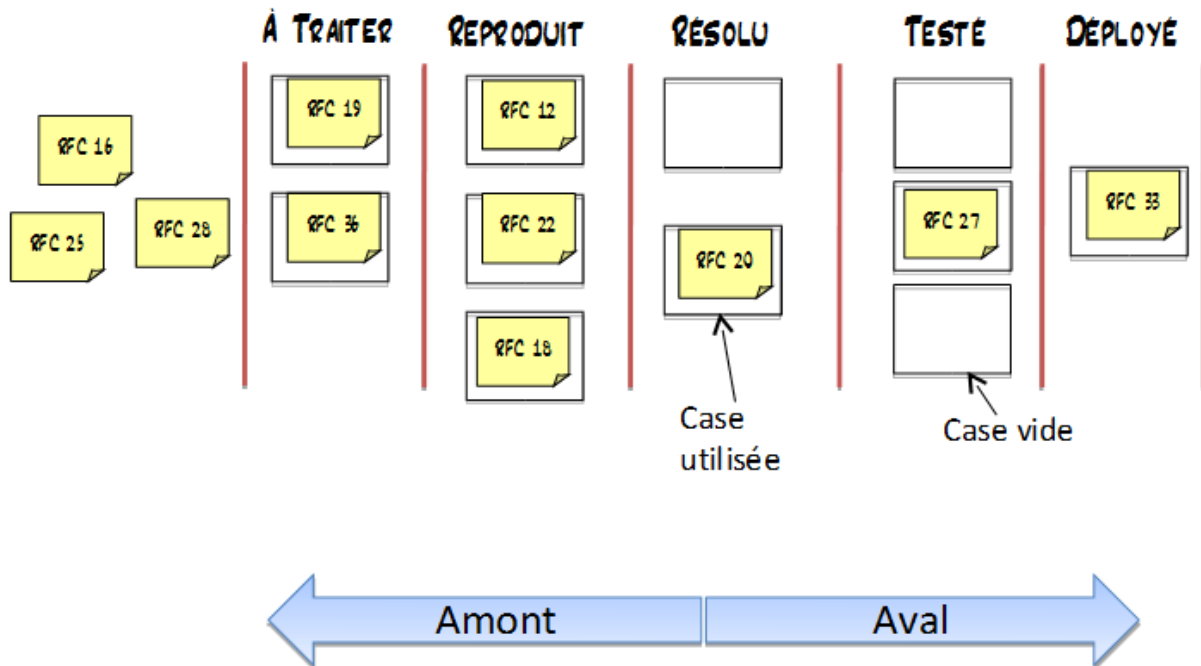 À TRAITER
REPRODUIT
RÉSOLU
TESTÉ
DÉPLOYÉ
RFC 16
RFC 25
RFC 28
RFC 19
RFC 36
RFC 12
RFC 22
RFC 18
RFC 20
RFC 27
RFC 33
Case
utilisée
Case vide
Amont
Aval